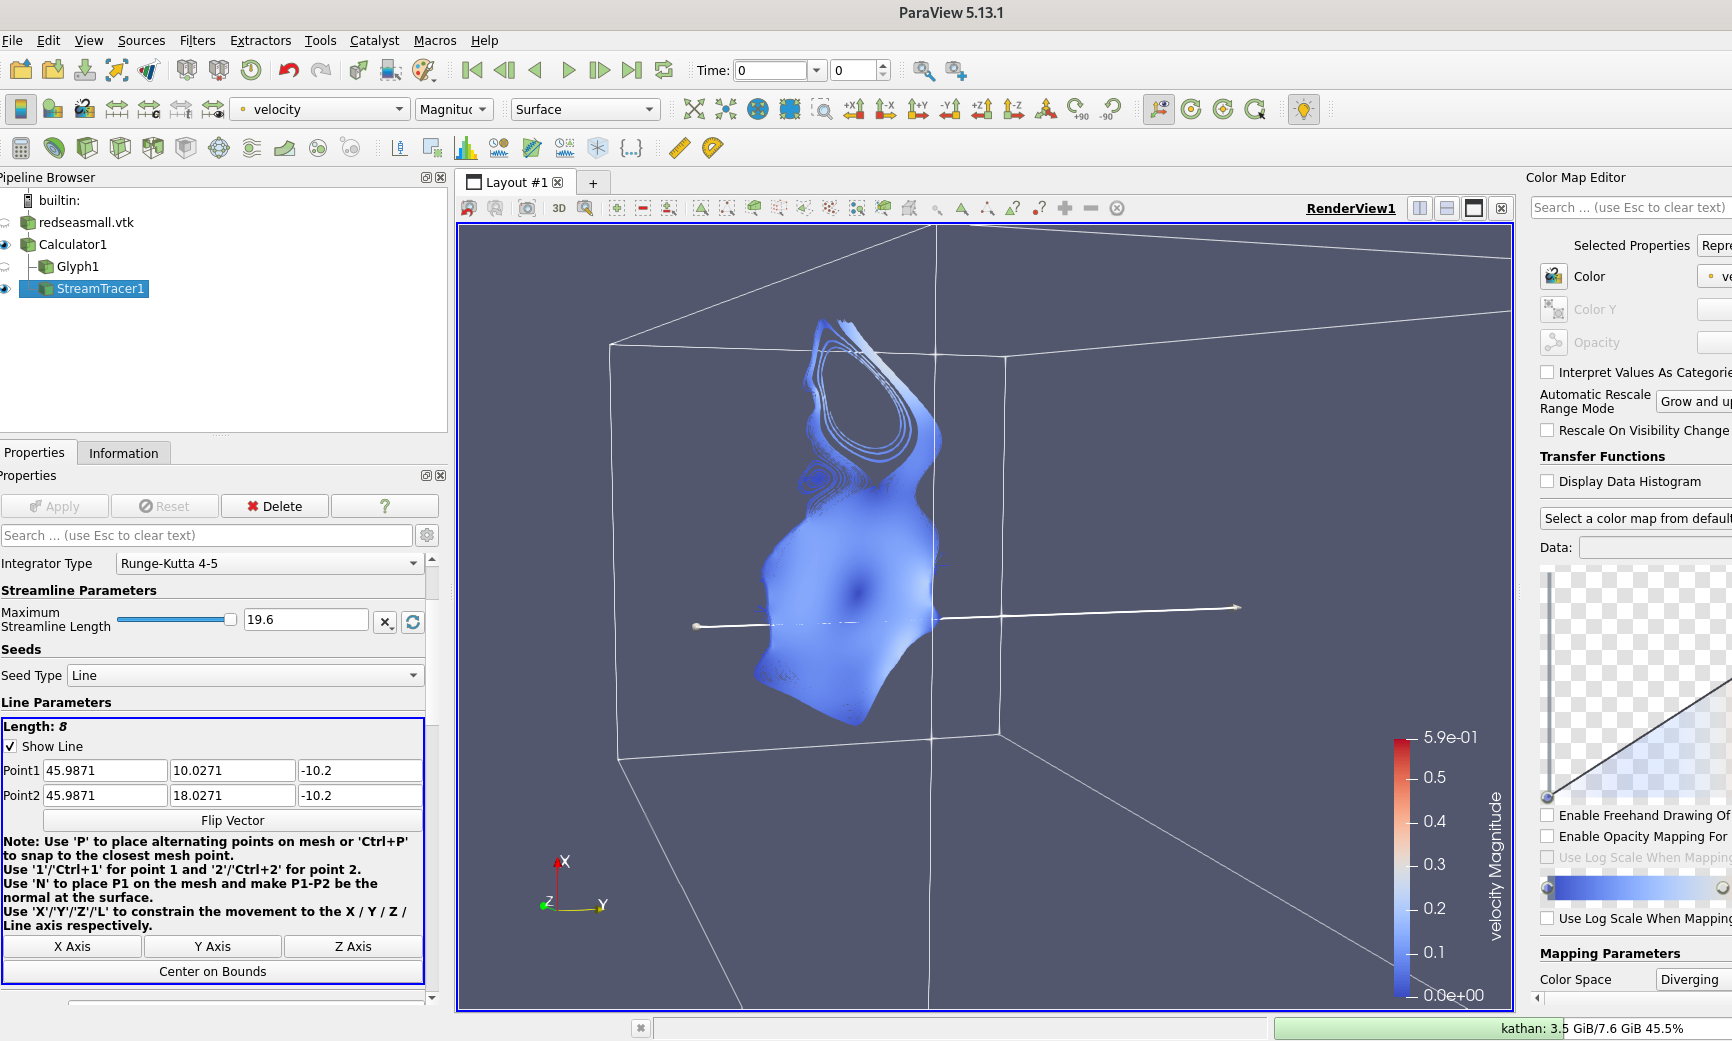 ParaView 5.13.1
File Edit View Sources Filters Extractors Tools Catalyst Macros Help
Time: 0 0
velocity Magnituc Surface
+X -X +Y -Y +Z -Z +90 -90
Pipeline Browser
builtin:
redseasmall.vtk
Calculator1
Glyph1
StreamTracer1
Properties Information
Properties
Apply Reset Delete ?
Search ... (use Esc to clear text)
Integrator Type Runge-Kutta 4-5
Streamline Parameters
Maximum
Streamline Length 19.6
Seeds
Seed Type Line
Line Parameters
Length: 8
Show Line
Point1 45.9871 10.0271 -10.2
Point2 45.9871 18.0271 -10.2
Flip Vector
Note: Use 'P' to place alternating points on mesh or 'Ctrl+P'
to snap to the closest mesh point.
Use '1'/'Ctrl+1' for point 1 and '2'/'Ctrl+2' for point 2.
Use 'N' to place P1 on the mesh and make P1-P2 be the
normal at the surface.
Use 'X'/'Y'/'Z'/'L' to constrain the movement to the X / Y / Z /
Line axis respectively.
X Axis Y Axis Z Axis
Center on Bounds
Layout #1 +
3D
RenderView1
X
Z Y
5.9e-01
0.5
0.4
0.3
0.2
0.1
0.0e+00
velocity Magnitude
Color Map Editor
Search ... (use Esc to clear text)
Selected Properties Repre
Color ve
Color Y
Opacity
Interpret Values As Categorie
Automatic Rescale
Range Mode Grow and up
Rescale On Visibility Change
Transfer Functions
Display Data Histogram
Select a color map from default
Data:
Enable Freehand Drawing Of
Enable Opacity Mapping For
Use Log Scale When Mapping
Use Log Scale When Mapping
Mapping Parameters
Color Space Diverging
kathan: 3.5 GiB/7.6 GiB 45.5%